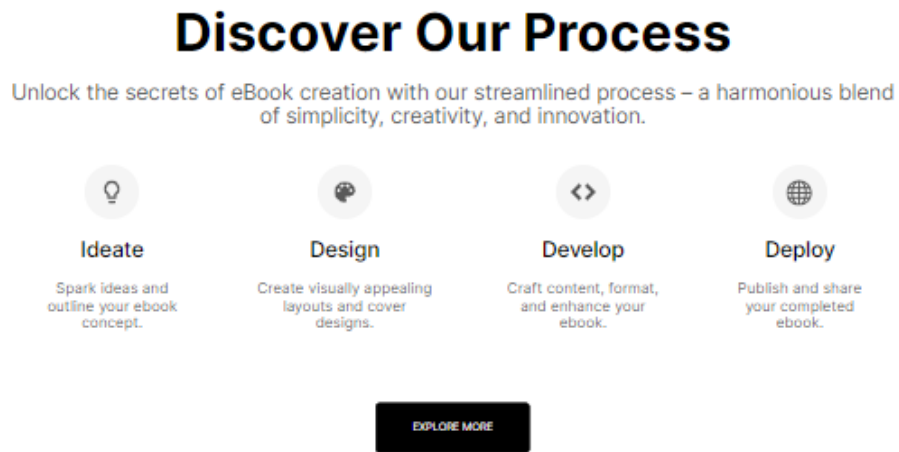 Discover Our Process
Unlock the secrets of eBook creation with our streamlined process – a harmonious blend
of simplicity, creativity, and innovation.
Ideate
Spark ideas and
outline your ebook
concept.
Design
Create visually appealing
layouts and cover
designs.
Develop
Craft content, format,
and enhance your
ebook.
Deploy
Publish and share
your completed
ebook.
EXPLORE MORE